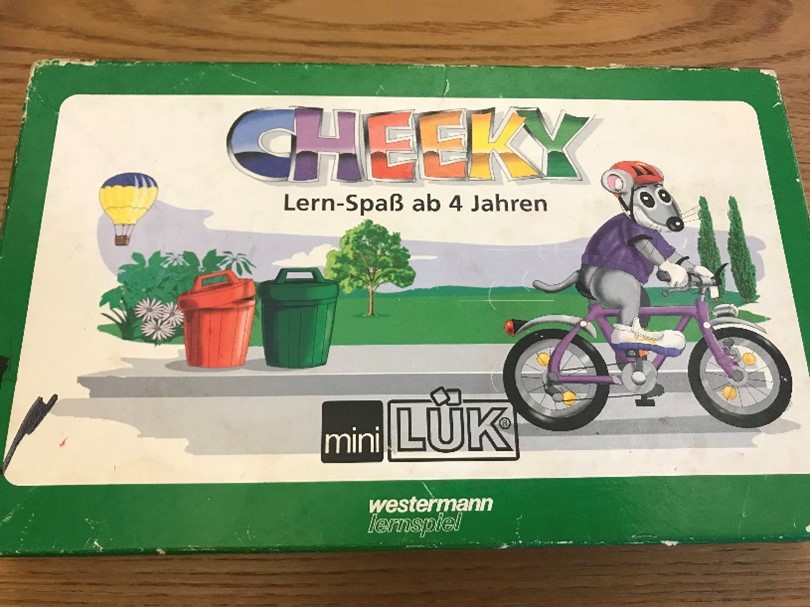 CHEEKY
Lern-Spaß ab 4 Jahren
mini LÜK®
westermann
lernspiel